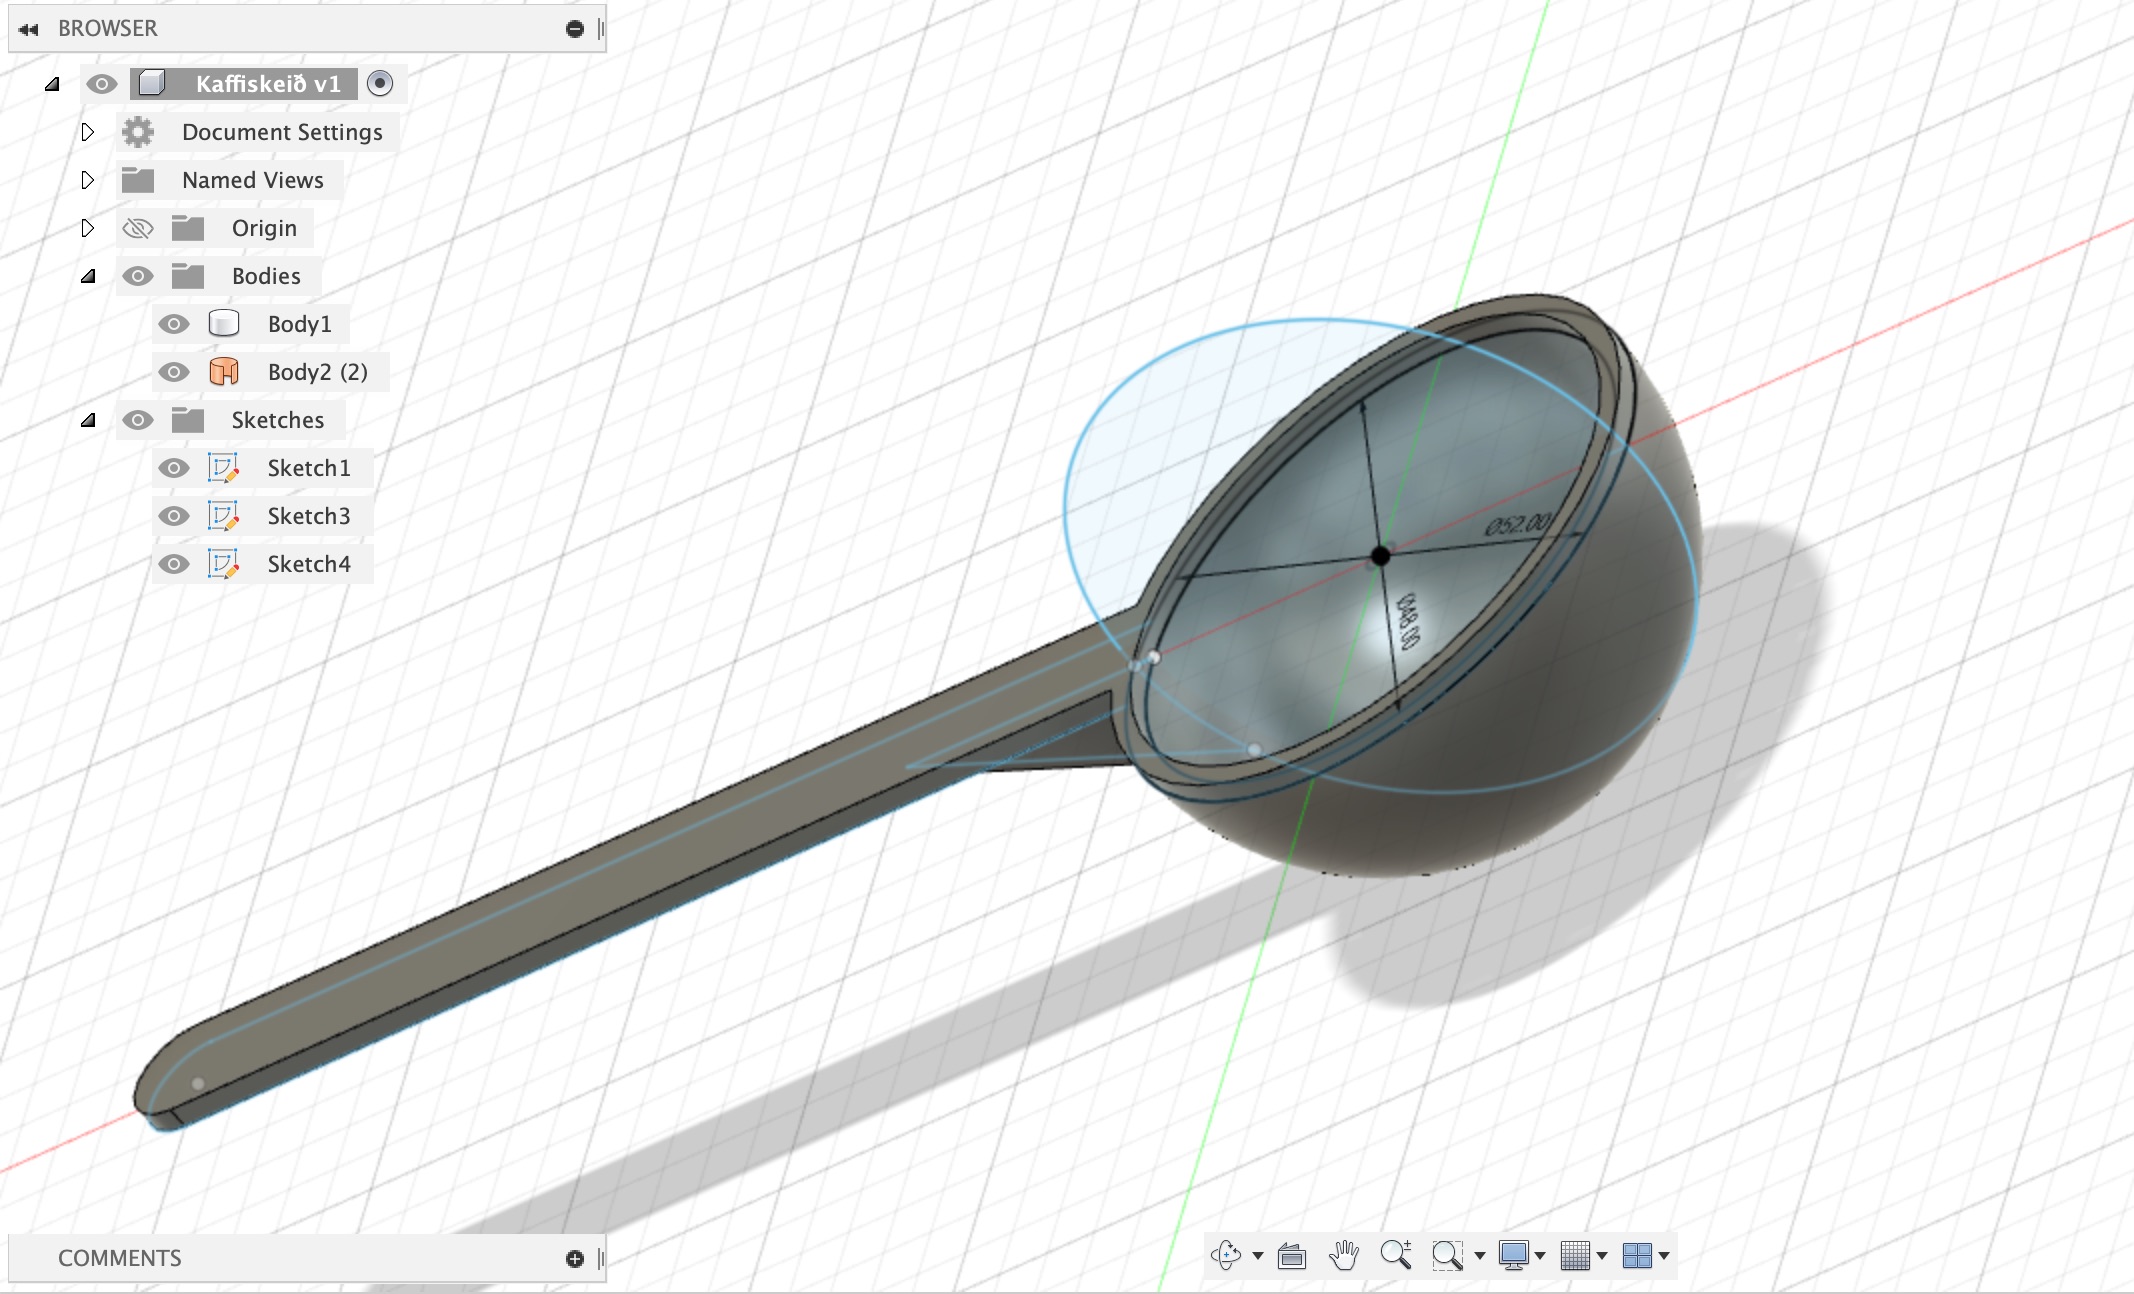 BROWSER
Kaffiskeið v1
Document Settings
Named Views
Origin
Bodies
Body1
Body2 (2)
Sketches
Sketch1
Sketch3
Sketch4
Ø52.00
Ø48.00
COMMENTS